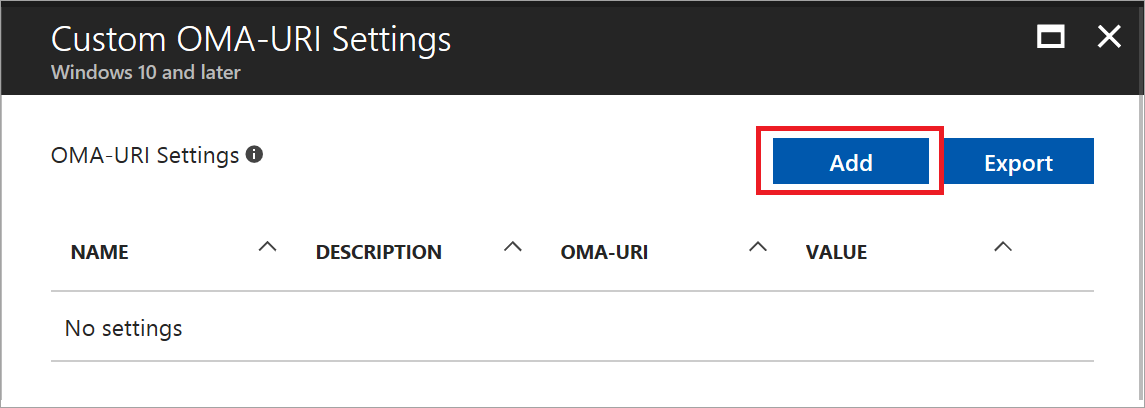 Custom OMA-URI Settings
Windows 10 and later
OMA-URI Settings
Add Export
NAME DESCRIPTION OMA-URI VALUE
No settings